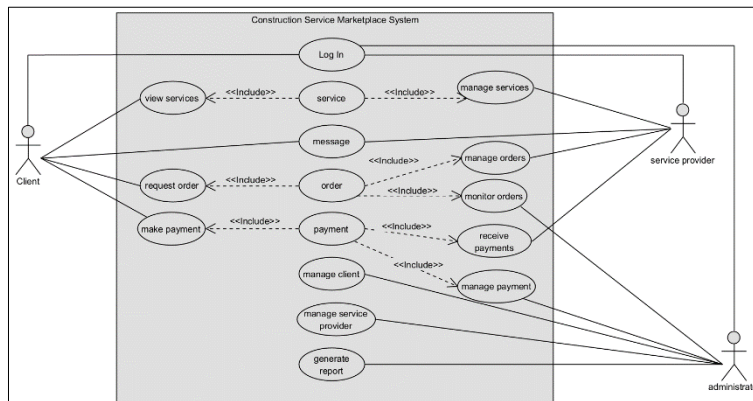 Construction Service Marketplace System
Log In
<<Include>>
<<Include>>
view services
service
manage services
message
Client
service provider
<<Include>>
manage orders
<<Include>>
<<Include>>
request order
order
monitor orders
<<Include>>
<<Include>>
make payment
payment
receive
payments
<<Include>>
manage client
manage payment
manage service
provider
generate
report
administrat